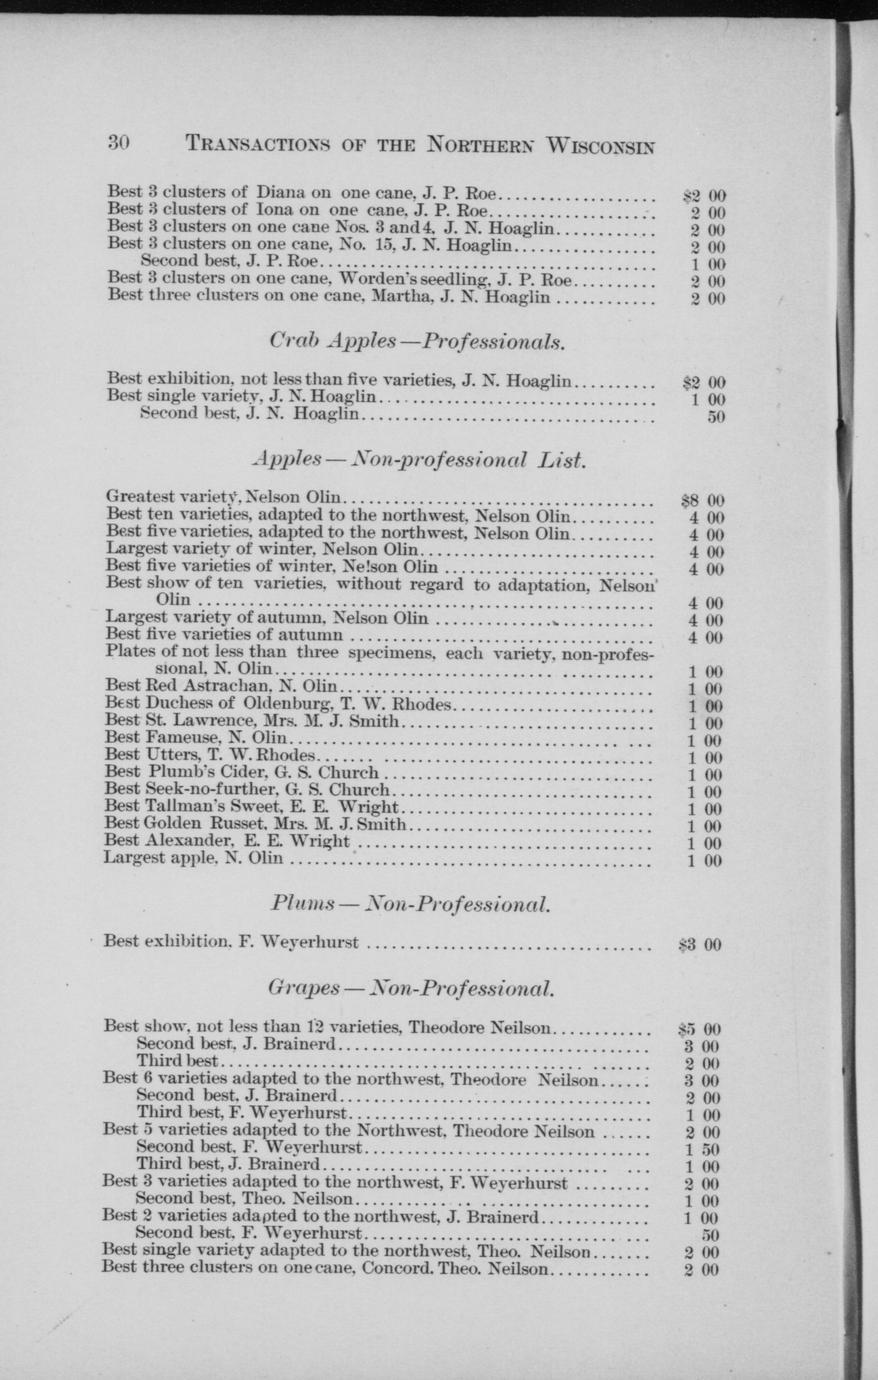 30 TRANSACTIONS OF THE NORTHERN WISCONSIN
Best 3 clusters of Diana on one cane, J. P. Roe................... $2 00
Best 3 clusters of Iona on one cane, J. P. Roe.................... 2 00
Best 3 clusters on one cane Nos. 3 and 4, J. N. Hoaglin............ 2 00
Best 3 clusters on one cane, No. 15, J. N. Hoaglin................. 2 00
Second best, J. P. Roe........................................ 1 00
Best 3 clusters on one cane, Worden's seedling, J. P. Roe.......... 2 00
Best three clusters on one cane, Martha, J. N. Hoaglin ............ 2 00
Crab Apples—Professionals.
Best exhibition, not less than five varieties, J. N. Hoaglin.......... $2 00
Best single variety, J. N. Hoaglin................................. 1 00
Second best, J. N. Hoaglin................................... 50
Apples—Non-professional List.
Greatest variety, Nelson Olin..................................... $8 00
Best ten varieties, adapted to the northwest, Nelson Olin.......... 4 00
Best five varieties, adapted to the northwest, Nelson Olin.......... 4 00
Largest variety of winter, Nelson Olin............................ 4 00
Best five varieties of winter, Nelson Olin ......................... 4 00
Best show of ten varieties, without regard to adaptation, Nelson
Olin ...................................................... 4 00
Largest variety of autumn, Nelson Olin .......................... 4 00
Best five varieties of autumn .................................... 4 00
Plates of not less than three specimens, each variety, non-profes-
sional, N. Olin............................................. 1 00
Best Red Astrachan, N. Olin..................................... 1 00
Best Duchess of Oldenburg, T. W. Rhodes........................ 1 00
Best St. Lawrence, Mrs. M. J. Smith.............................. 1 00
Best Fameuse, N. Olin.......................................... 1 00
Best Utters, T. W. Rhodes....................................... 1 00
Best Plumb's Cider, G. S. Church ................................ 1 00
Best Seek-no-further, G. S. Church............................... 1 00
Best Tallman's Sweet, E. E. Wright.............................. 1 00
Best Golden Russet, Mrs. M. J. Smith............................. 1 00
Best Alexander, E. E. Wright ................................... 1 00
Largest apple, N. Olin .......................................... 1 00
Plums—Non-Professional.
Best exhibition, F. Weyerhurst .................................. $3 00
Grapes—Non-Professional.
Best show, not less than 12 varieties, Theodore Neilson............ $5 00
Second best, J. Brainerd..................................... 3 00
Third best.................................................. 2 00
Best 6 varieties adapted to the northwest, Theodore Neilson...... 3 00
Second best, J. Brainerd..................................... 2 00
Third best, F. Weyerhurst.................................... 1 00
Best 5 varieties adapted to the Northwest, Theodore Neilson ...... 2 00
Second best, F. Weyerhurst.................................. 1 50
Third best, J. Brainerd...................................... 1 00
Best 3 varieties adapted to the northwest, F. Weyerhurst ......... 2 00
Second best, Theo. Neilson.................................. 1 00
Best 2 varieties adapted to the northwest, J. Brainerd............. 1 00
Second best, F. Weyerhurst.................................. 50
Best single variety adapted to the northwest, Theo. Neilson....... 2 00
Best three clusters on one cane, Concord, Theo. Neilson............ 2 00